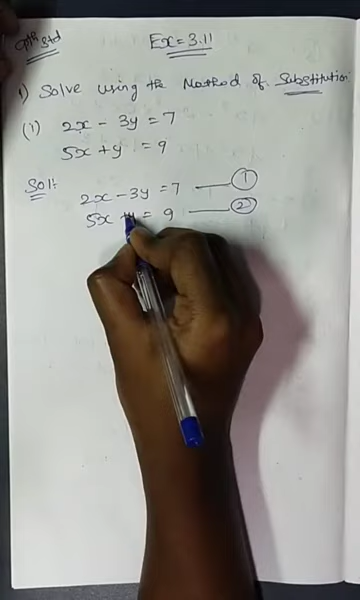 9th Std
Ex = 3.11
1) Solve using the Method of Substitution
(1) 2x - 3y = 7
5x + y = 9
Sol:
2x - 3y = 7 — ①
5x + y = 9 — ②